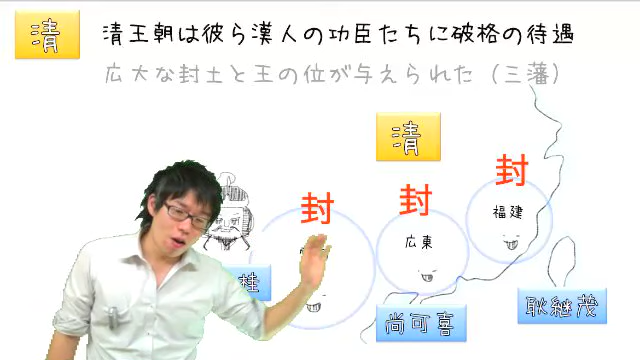 清
清王朝は彼ら漢人の功臣たちに破格の待遇
広大な封土と王の位が与えられた（三藩）
清
封
封
封
福建
広東
桂
尚可喜
耿継茂